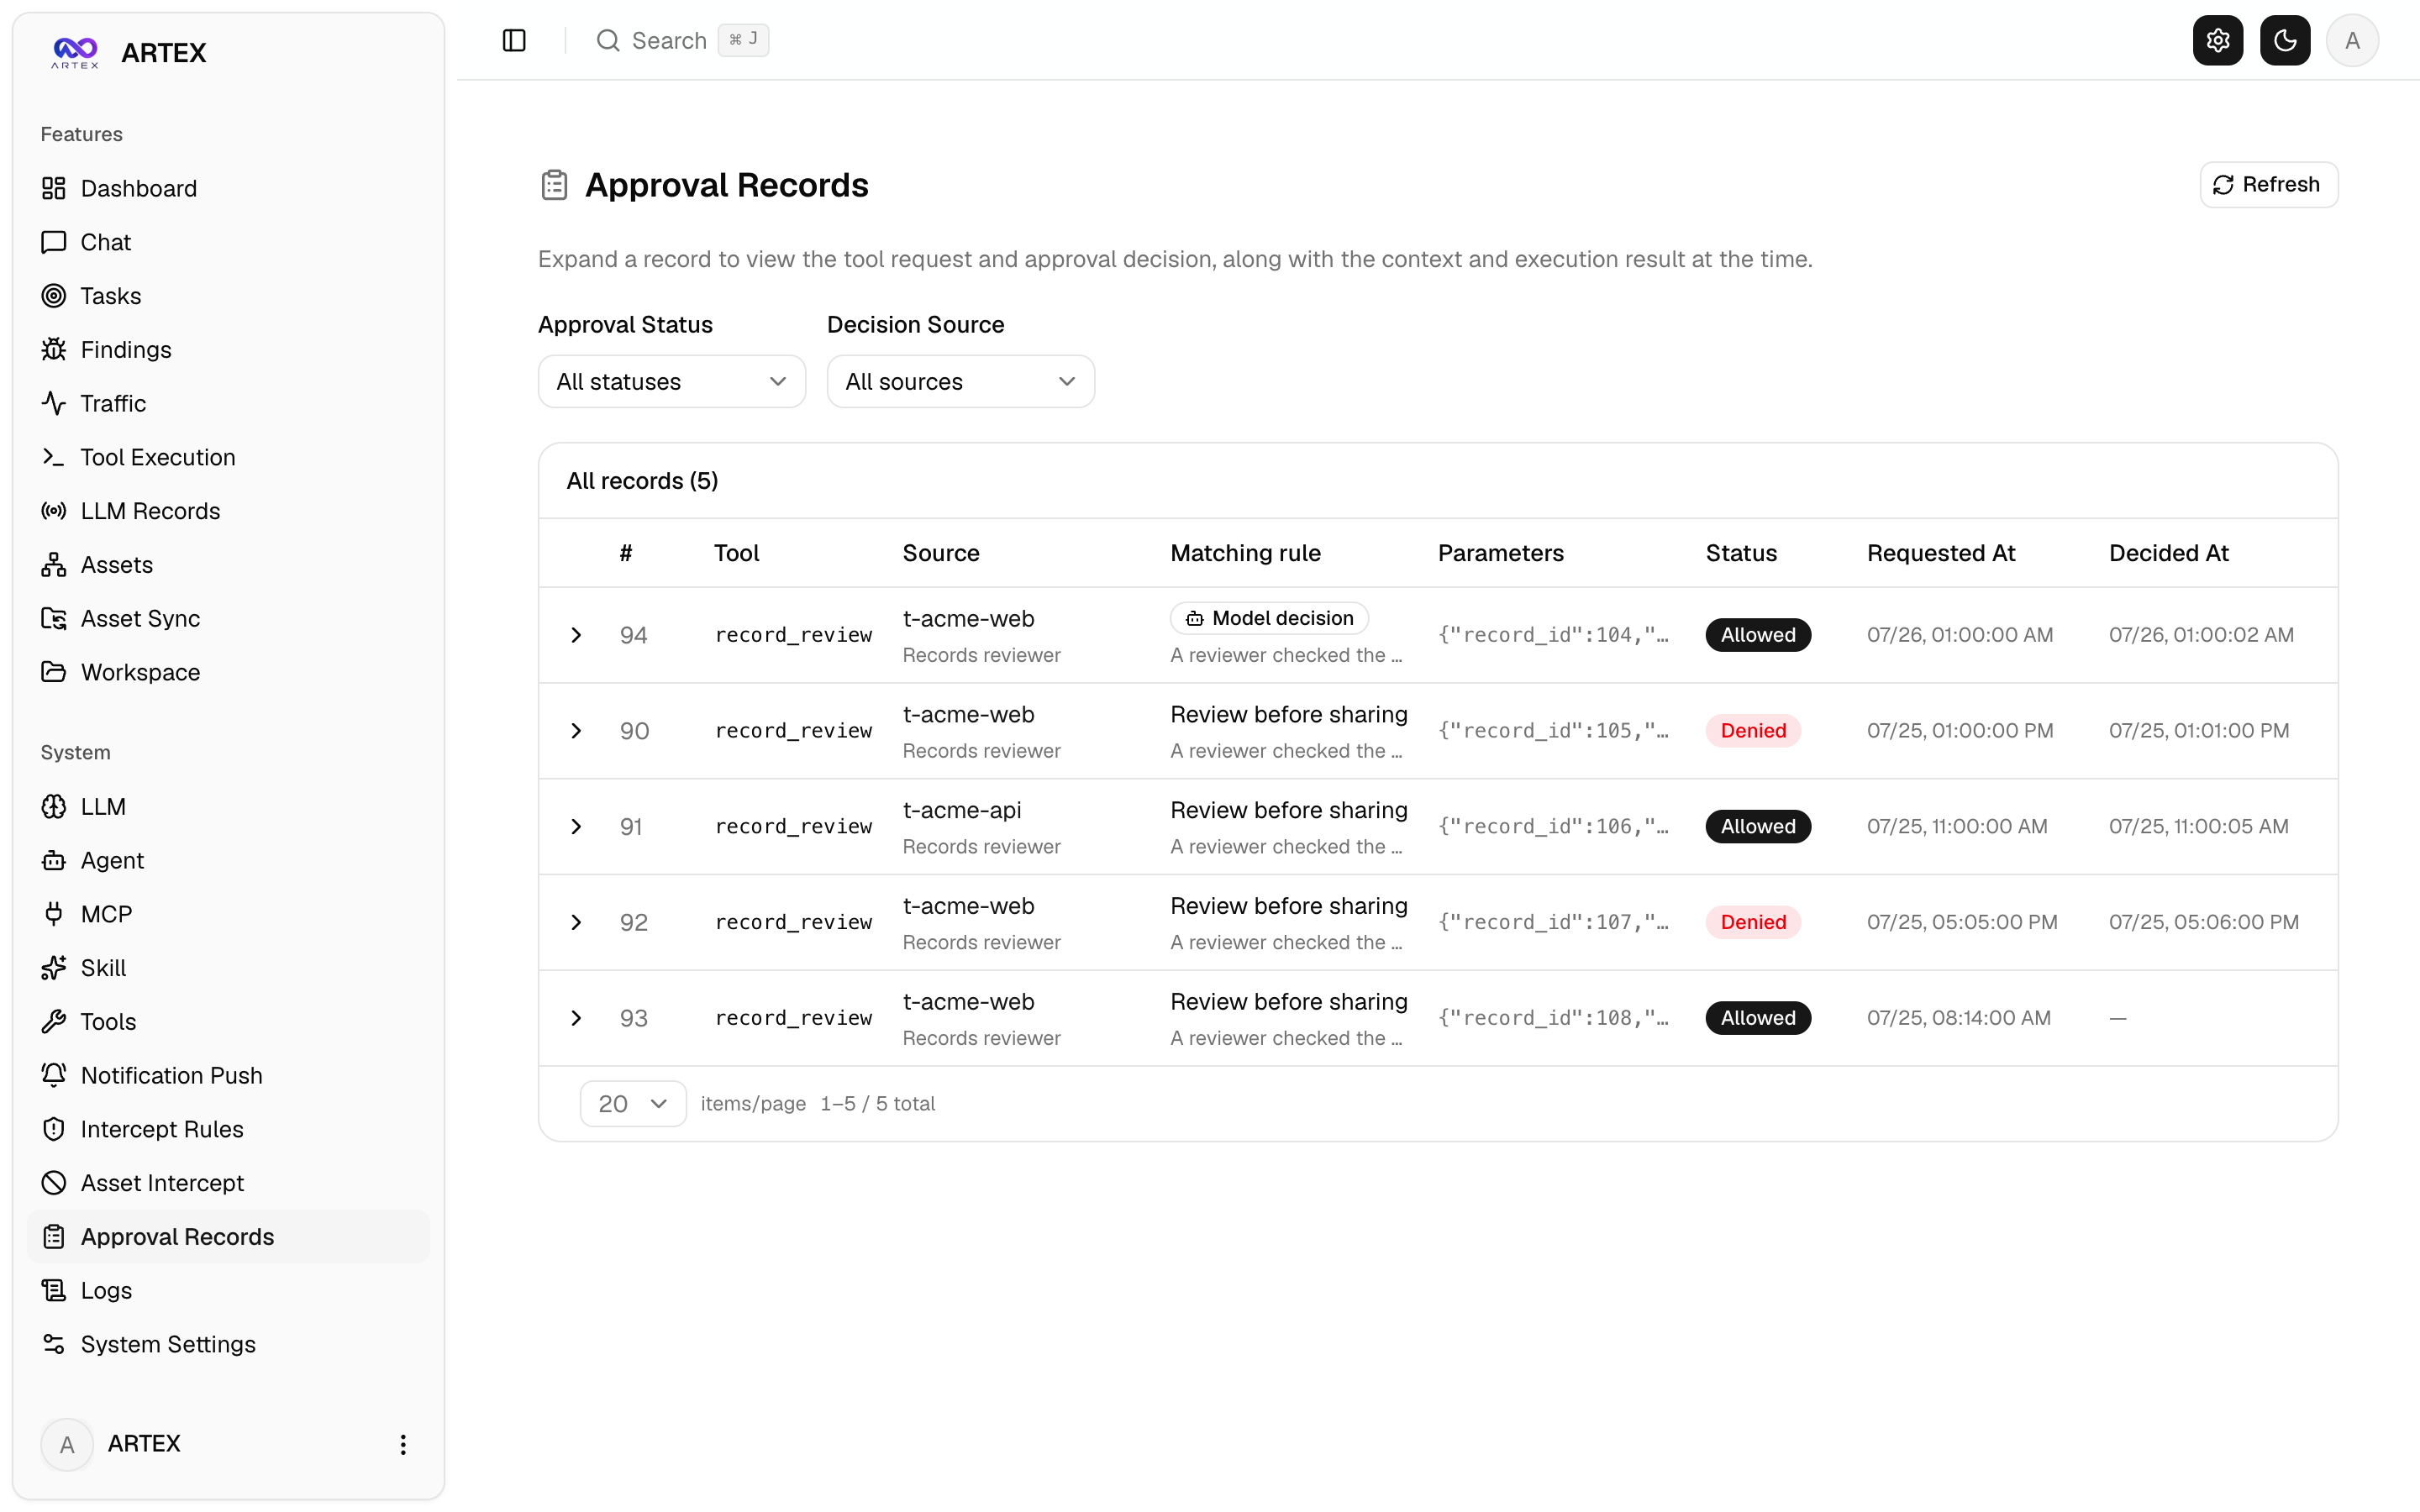 ARTEX
ARTEX
Features
Dashboard
Chat
Tasks
Findings
Traffic
Tool Execution
LLM Records
Assets
Asset Sync
Workspace
System
LLM
Agent
MCP
Skill
Tools
Notification Push
Intercept Rules
Asset Intercept
Approval Records
Logs
System Settings
A ARTEX
Search ⌘ J
A
Approval Records
Refresh
Expand a record to view the tool request and approval decision, along with the context and execution result at the time.
Approval Status Decision Source
All statuses All sources
All records (5)
# Tool Source Matching rule Parameters Status Requested At Decided At
t-acme-web Model decision
94 record_review {"record_id":104,"… Allowed 07/26, 01:00:00 AM 07/26, 01:00:02 AM
Records reviewer A reviewer checked the …
t-acme-web Review before sharing
90 record_review {"record_id":105,"… Denied 07/25, 01:00:00 PM 07/25, 01:01:00 PM
Records reviewer A reviewer checked the …
t-acme-api Review before sharing
91 record_review {"record_id":106,"… Allowed 07/25, 11:00:00 AM 07/25, 11:00:05 AM
Records reviewer A reviewer checked the …
t-acme-web Review before sharing
92 record_review {"record_id":107,"… Denied 07/25, 05:05:00 PM 07/25, 05:06:00 PM
Records reviewer A reviewer checked the …
t-acme-web Review before sharing
93 record_review {"record_id":108,"… Allowed 07/25, 08:14:00 AM —
Records reviewer A reviewer checked the …
20 items/page 1–5 / 5 total